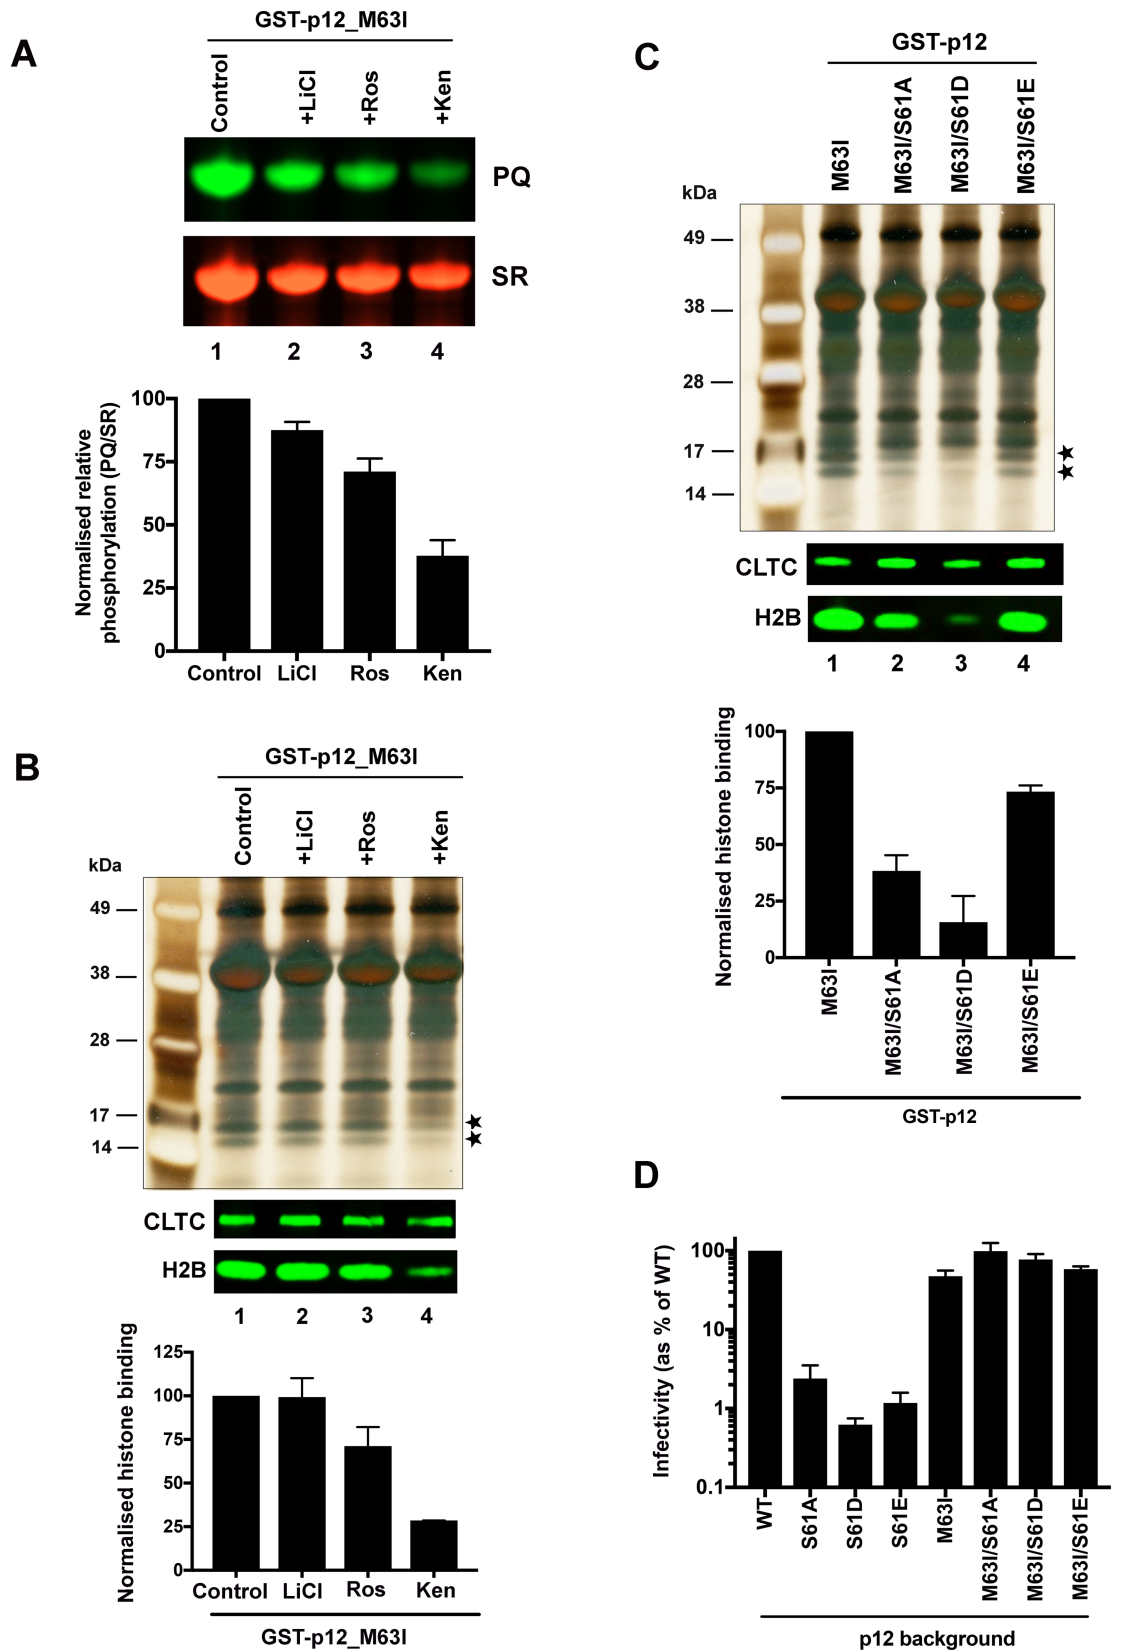 A
GST-p12_M63I
Control
+LiCl
+Ros
+Ken
PQ
SR
1 2 3 4
Normalised relative
phosphorylation (PQ/SR)
100
75
50
25
0
Control LiCl Ros Ken
B
GST-p12_M63I
Control
+LiCl
+Ros
+Ken
kDa
49
38
28
17
14
CLTC
H2B
1 2 3 4
Normalised histone binding
125
100
75
50
25
0
Control LiCl Ros Ken
GST-p12_M63I
C
GST-p12
M63I
M63I/S61A
M63I/S61D
M63I/S61E
kDa
49
38
28
17
14
CLTC
H2B
1 2 3 4
Normalised histone binding
100
75
50
25
0
M63I
M63I/S61A
M63I/S61D
M63I/S61E
GST-p12
D
Infectivity (as % of WT)
100
10
1
0.1
WT
S61A
S61D
S61E
M63I
M63I/S61A
M63I/S61D
M63I/S61E
p12 background